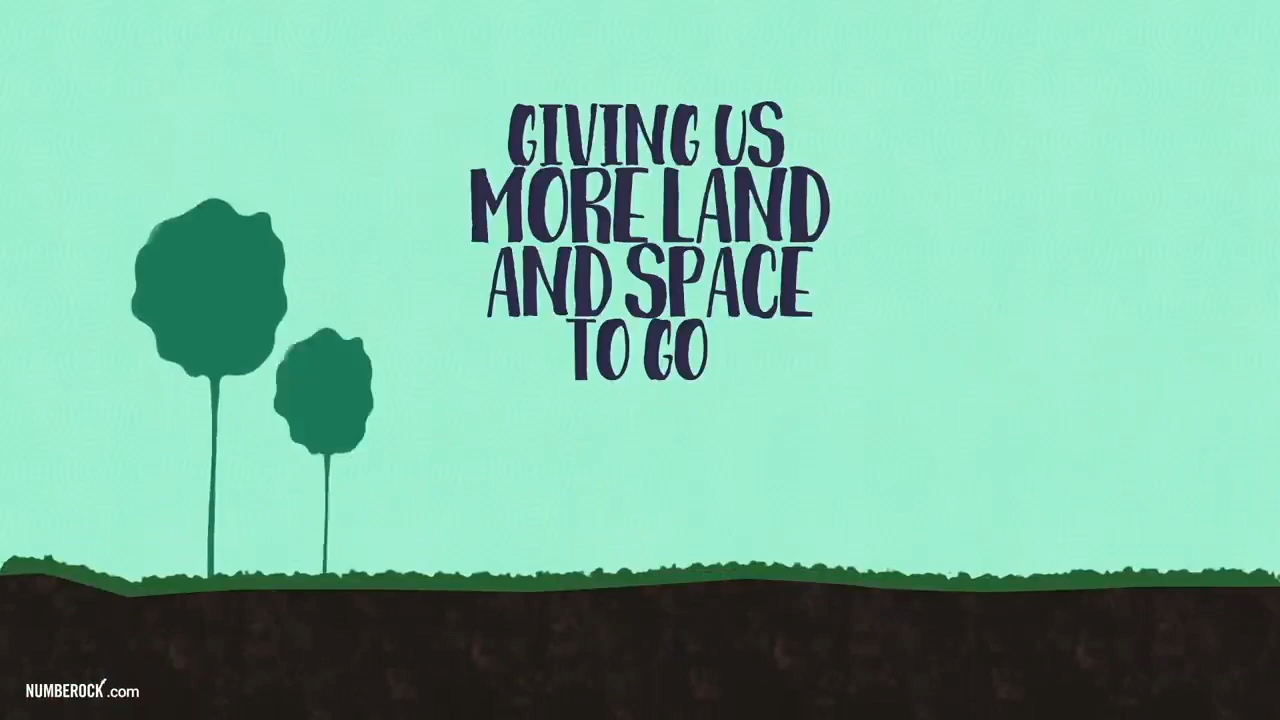 GIVING US
MORE LAND
AND SPACE
TO GO
NUMBEROCK.com